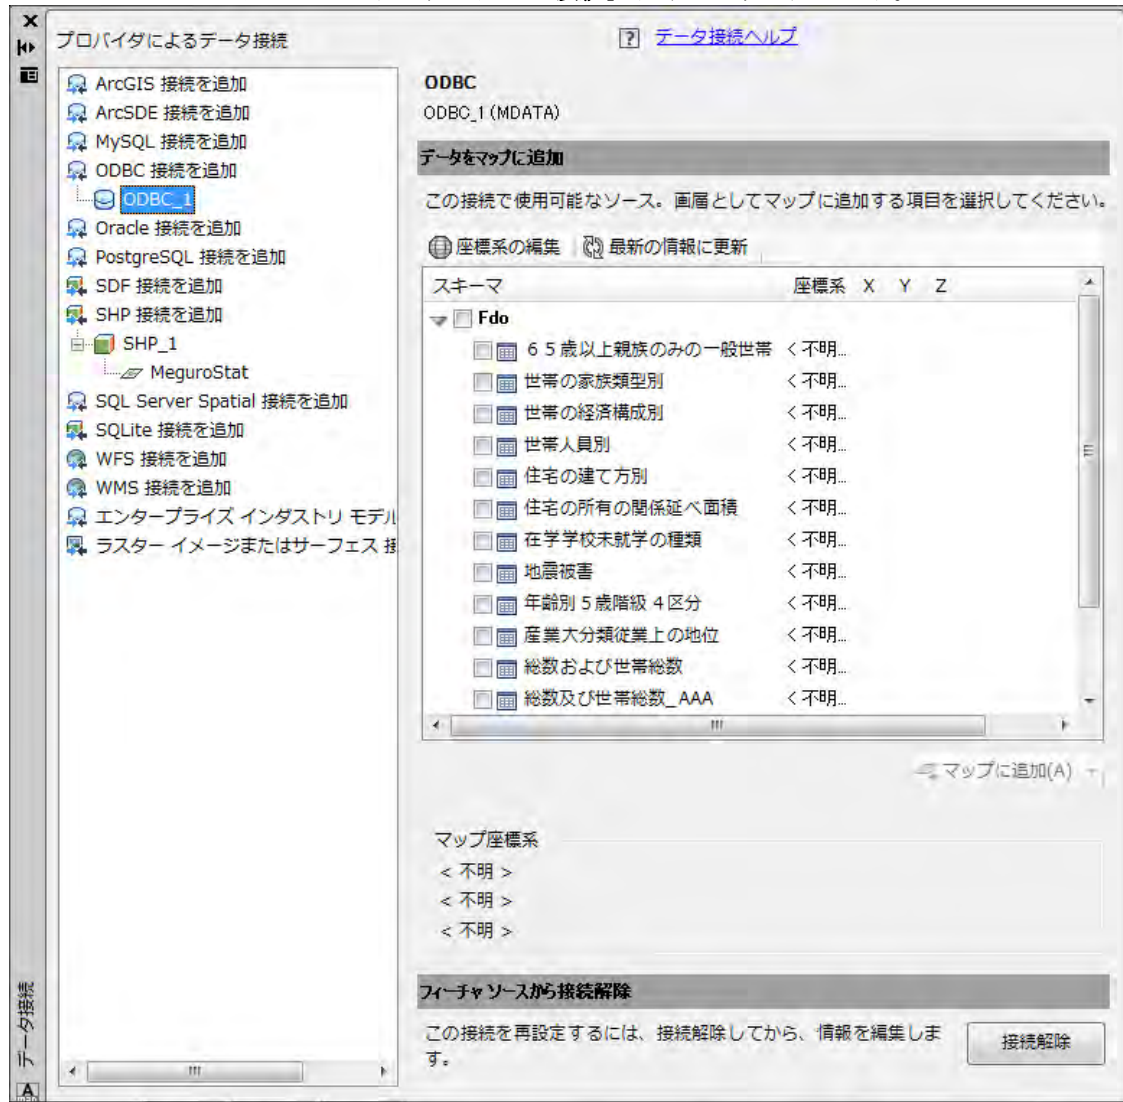 プロバイダによるデータ接続
データ接続ヘルプ
ArcGIS 接続を追加
ArcSDE 接続を追加
MySQL 接続を追加
ODBC 接続を追加
ODBC_1
Oracle 接続を追加
PostgreSQL 接続を追加
SDF 接続を追加
SHP 接続を追加
SHP_1
MeguroStat
SQL Server Spatial 接続を追加
SQLite 接続を追加
WFS 接続を追加
WMS 接続を追加
エンタープライズ インダストリ モデル
ラスター イメージまたはサーフェス 接
ODBC
ODBC_1 (MDATA)
データをマップに追加
この接続で使用可能なソース。画層としてマップに追加する項目を選択してください。
座標系の編集 最新の情報に更新
スキーマ 座標系 X Y Z
Fdo
６５歳以上親族のみの一般世帯 < 不明...
世帯の家族類型別 < 不明...
世帯の経済構成別 < 不明...
世帯人員別 < 不明...
住宅の建て方別 < 不明...
住宅の所有の関係延べ面積 < 不明...
在学学校未就学の種類 < 不明...
地震被害 < 不明...
年齢別５歳階級４区分 < 不明...
産業大分類従業上の地位 < 不明...
総数および世帯総数 < 不明...
総数及び世帯総数_AAA < 不明...
マップに追加(A)
マップ座標系
< 不明 >
< 不明 >
< 不明 >
フィーチャ ソースから接続解除
この接続を再設定するには、接続解除してから、情報を編集しま
す。
接続解除
データ接続